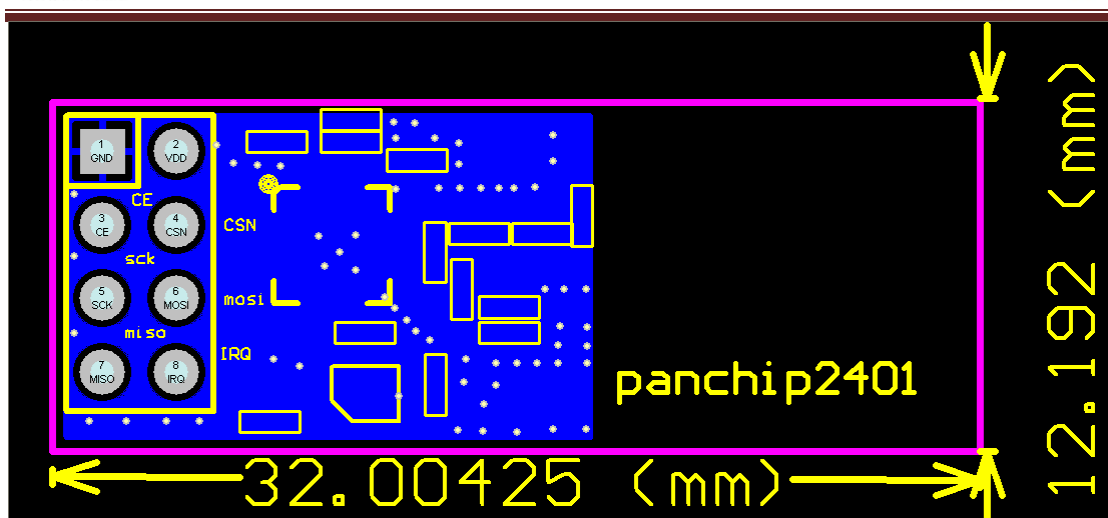 1 GND
2 VDD
CE
3 CE
4 CSN
CSN
sck
5 SCK
6 MOSI
mosi
miso
7 MISO
8 IRQ
IRQ
panchip2401
32.00425 (mm)
12.192 (mm)